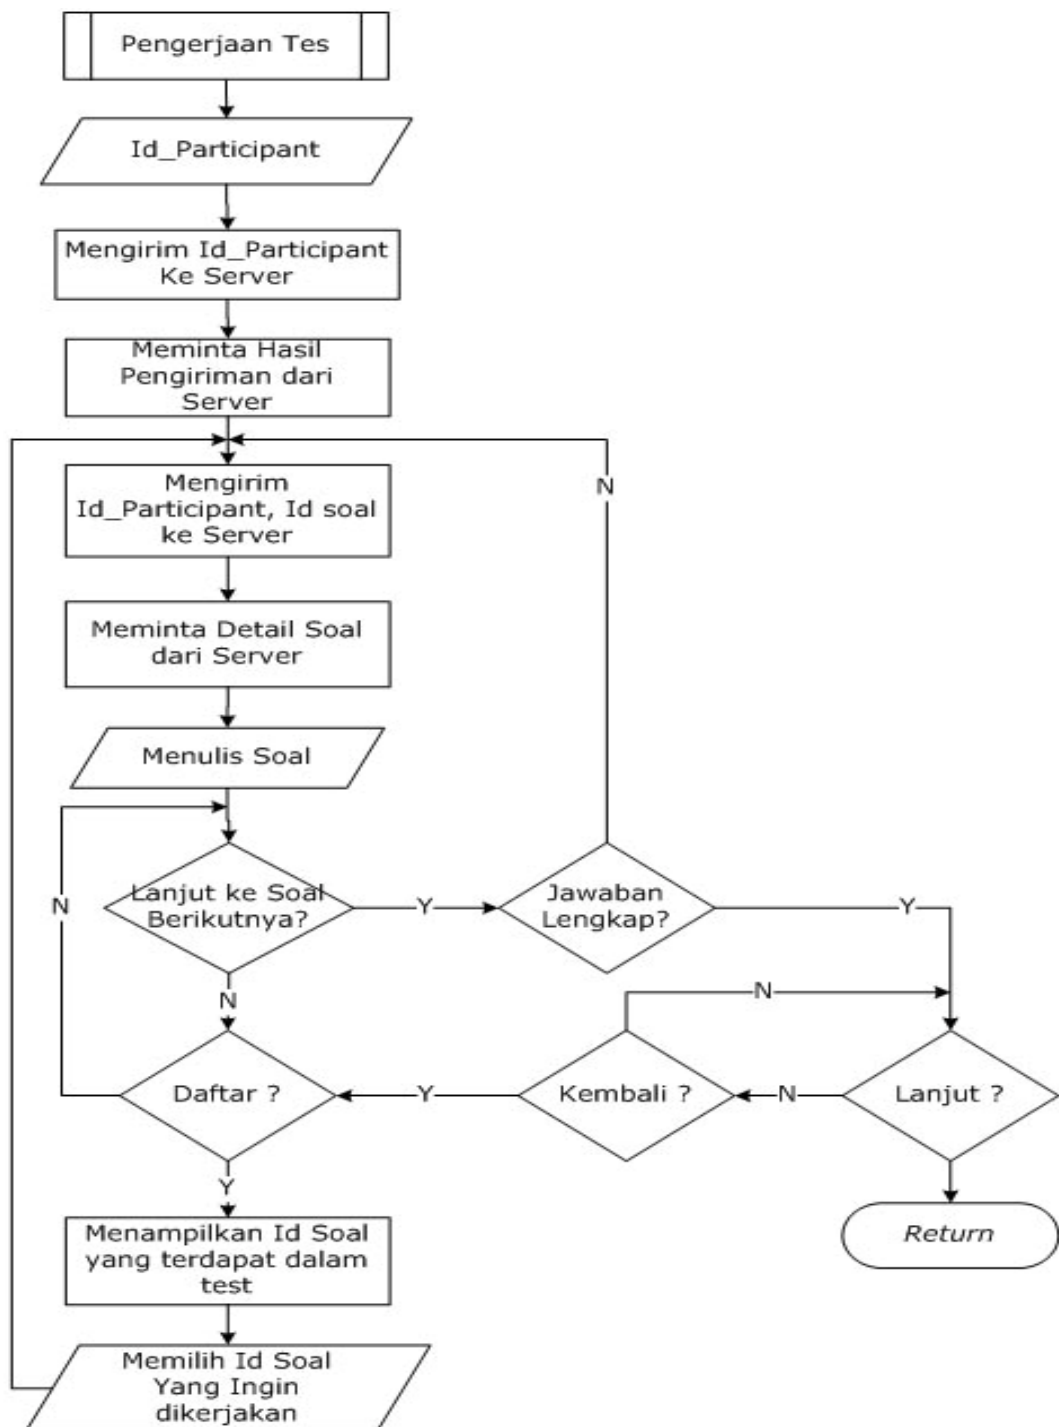 Pengerjaan Tes
Id_Participant
Mengirim Id_Participant
Ke Server
Meminta Hasil
Pengiriman dari
Server
N
Mengirim
Id_Participant, Id soal
ke Server
Meminta Detail Soal
dari Server
Menulis Soal
Lanjut ke Soal
Berikutnya?
N
Y
Jawaban
Lengkap?
Y
N
N
Daftar ?
Y
Kembali ?
N
Lanjut ?
Y
Menampilkan Id Soal
yang terdapat dalam
test
Return
Memilih Id Soal
Yang Ingin
dikerjakan